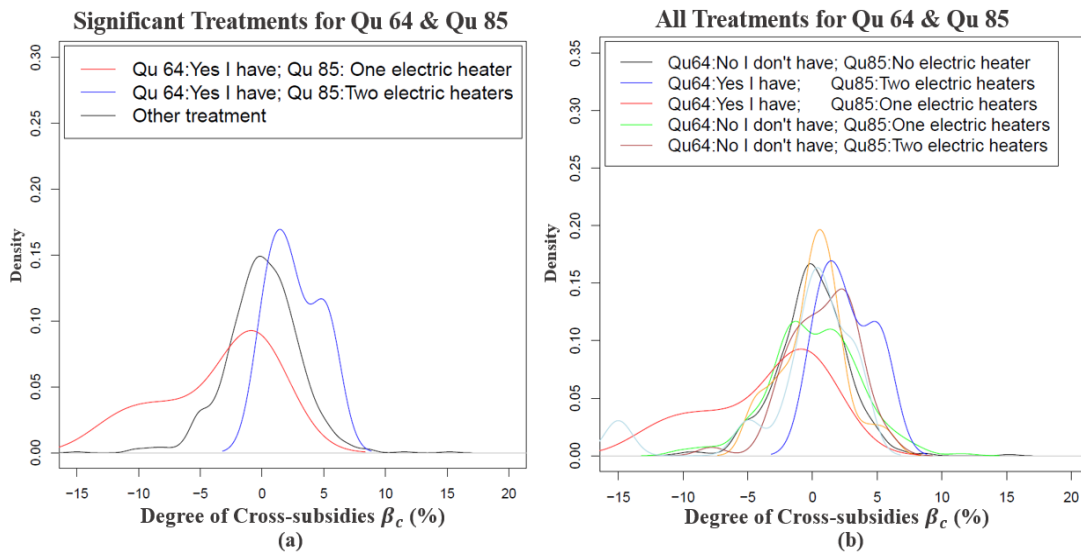 Significant Treatments for Qu 64 & Qu 85
Qu 64:Yes I have; Qu 85: One electric heater
Qu 64:Yes I have; Qu 85:Two electric heaters
Other treatment
Density
0.00
0.05
0.10
0.15
0.20
0.25
0.30
−15
−10
−5
0
5
10
15
20
Degree of Cross-subsidies βc (%)
(a)
All Treatments for Qu 64 & Qu 85
Qu64:No I don't have; Qu85:No electric heater
Qu64:Yes I have; Qu85:Two electric heaters
Qu64:Yes I have; Qu85:One electric heaters
Qu64:No I don't have; Qu85:One electric heaters
Qu64:No I don't have; Qu85:Two electric heaters
Density
0.00
0.05
0.10
0.15
0.20
0.25
0.30
0.35
−15
−10
−5
0
5
10
15
20
Degree of Cross-subsidies βc (%)
(b)